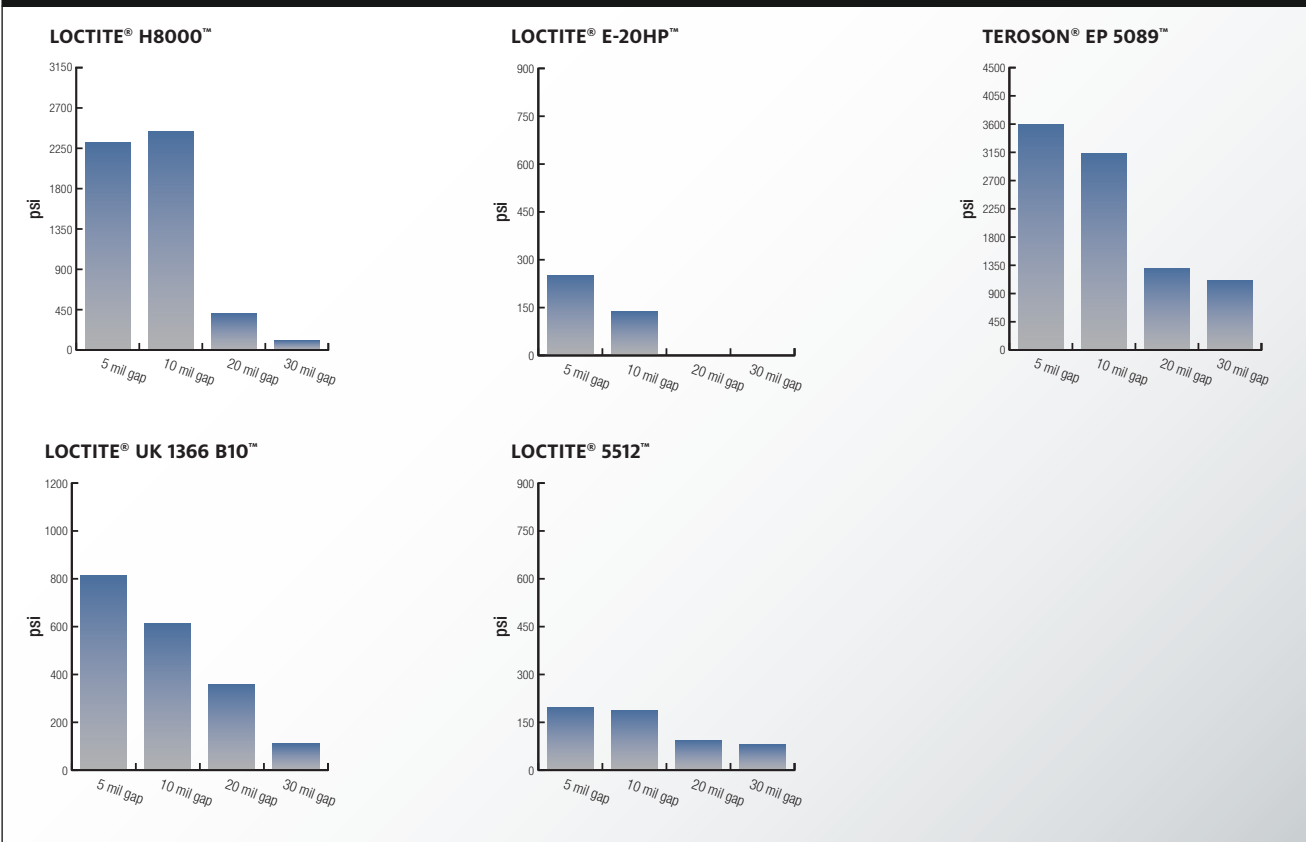 LOCTITE® H8000™
3150
2700
2250
1800
1350
900
450
0
psi
5 mil gap
10 mil gap
20 mil gap
30 mil gap
LOCTITE® E-20HP™
900
750
600
450
300
150
0
psi
5 mil gap
10 mil gap
20 mil gap
30 mil gap
TEROSON® EP 5089™
4500
4050
3600
3150
2700
2250
1800
1350
900
450
0
psi
5 mil gap
10 mil gap
20 mil gap
30 mil gap
LOCTITE® UK 1366 B10™
1200
1000
800
600
400
200
0
psi
5 mil gap
10 mil gap
20 mil gap
30 mil gap
LOCTITE® 5512™
900
750
600
450
300
150
0
psi
5 mil gap
10 mil gap
20 mil gap
30 mil gap